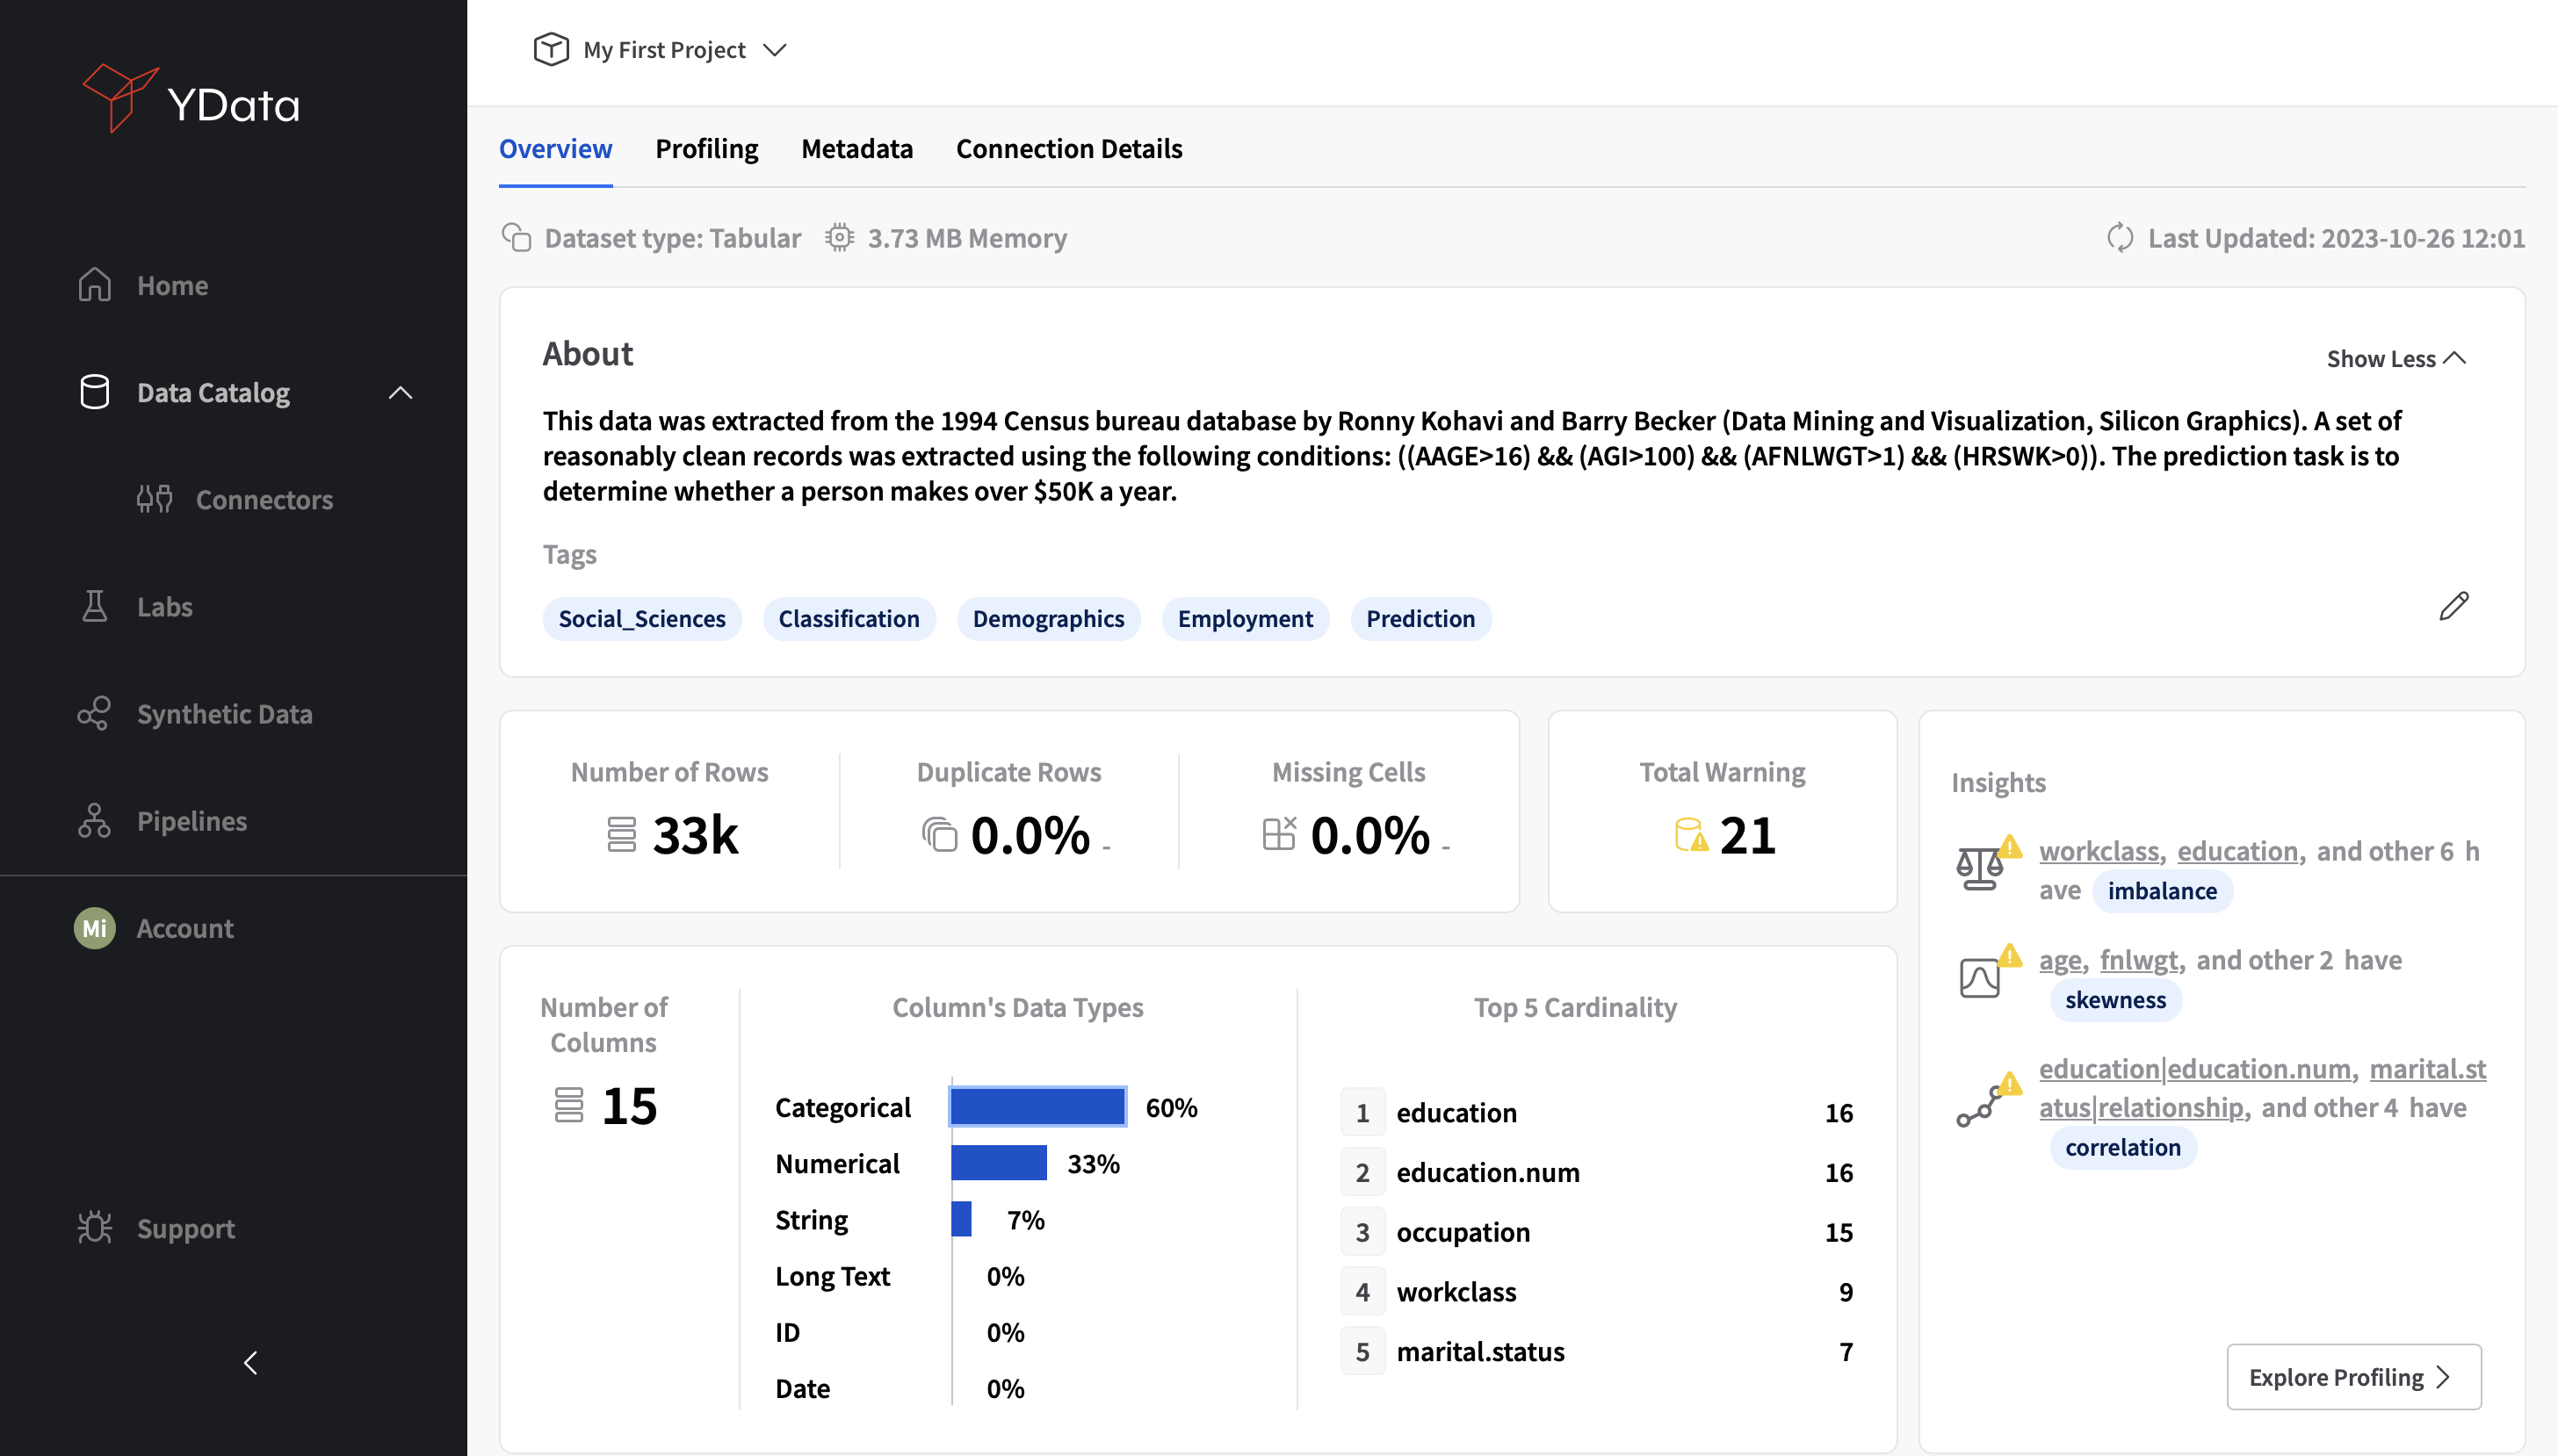 YData
Home
Data Catalog
Connectors
Labs
Synthetic Data
Pipelines
Mi Account
Support
My First Project
Overview Profiling Metadata Connection Details
Dataset type: Tabular 3.73 MB Memory Last Updated: 2023-10-26 12:01
About
Show Less
This data was extracted from the 1994 Census bureau database by Ronny Kohavi and Barry Becker (Data Mining and Visualization, Silicon Graphics). A set of
reasonably clean records was extracted using the following conditions: ((AAGE>16) && (AGI>100) && (AFNLWGT>1) && (HRSWK>0)). The prediction task is to
determine whether a person makes over $50K a year.
Tags
Social_Sciences Classification Demographics Employment Prediction
Number of Rows
33k
Duplicate Rows
0.0% -
Missing Cells
0.0% -
Total Warning
21
Number of
Columns
15
Column's Data Types
Categorical 60%
Numerical 33%
String 7%
Long Text 0%
ID 0%
Date 0%
Top 5 Cardinality
1 education 16
2 education.num 16
3 occupation 15
4 workclass 9
5 marital.status 7
Insights
workclass, education, and other 6 h
ave imbalance
age, fnlwgt, and other 2 have
skewness
education|education.num, marital.st
atus|relationship, and other 4 have
correlation
Explore Profiling